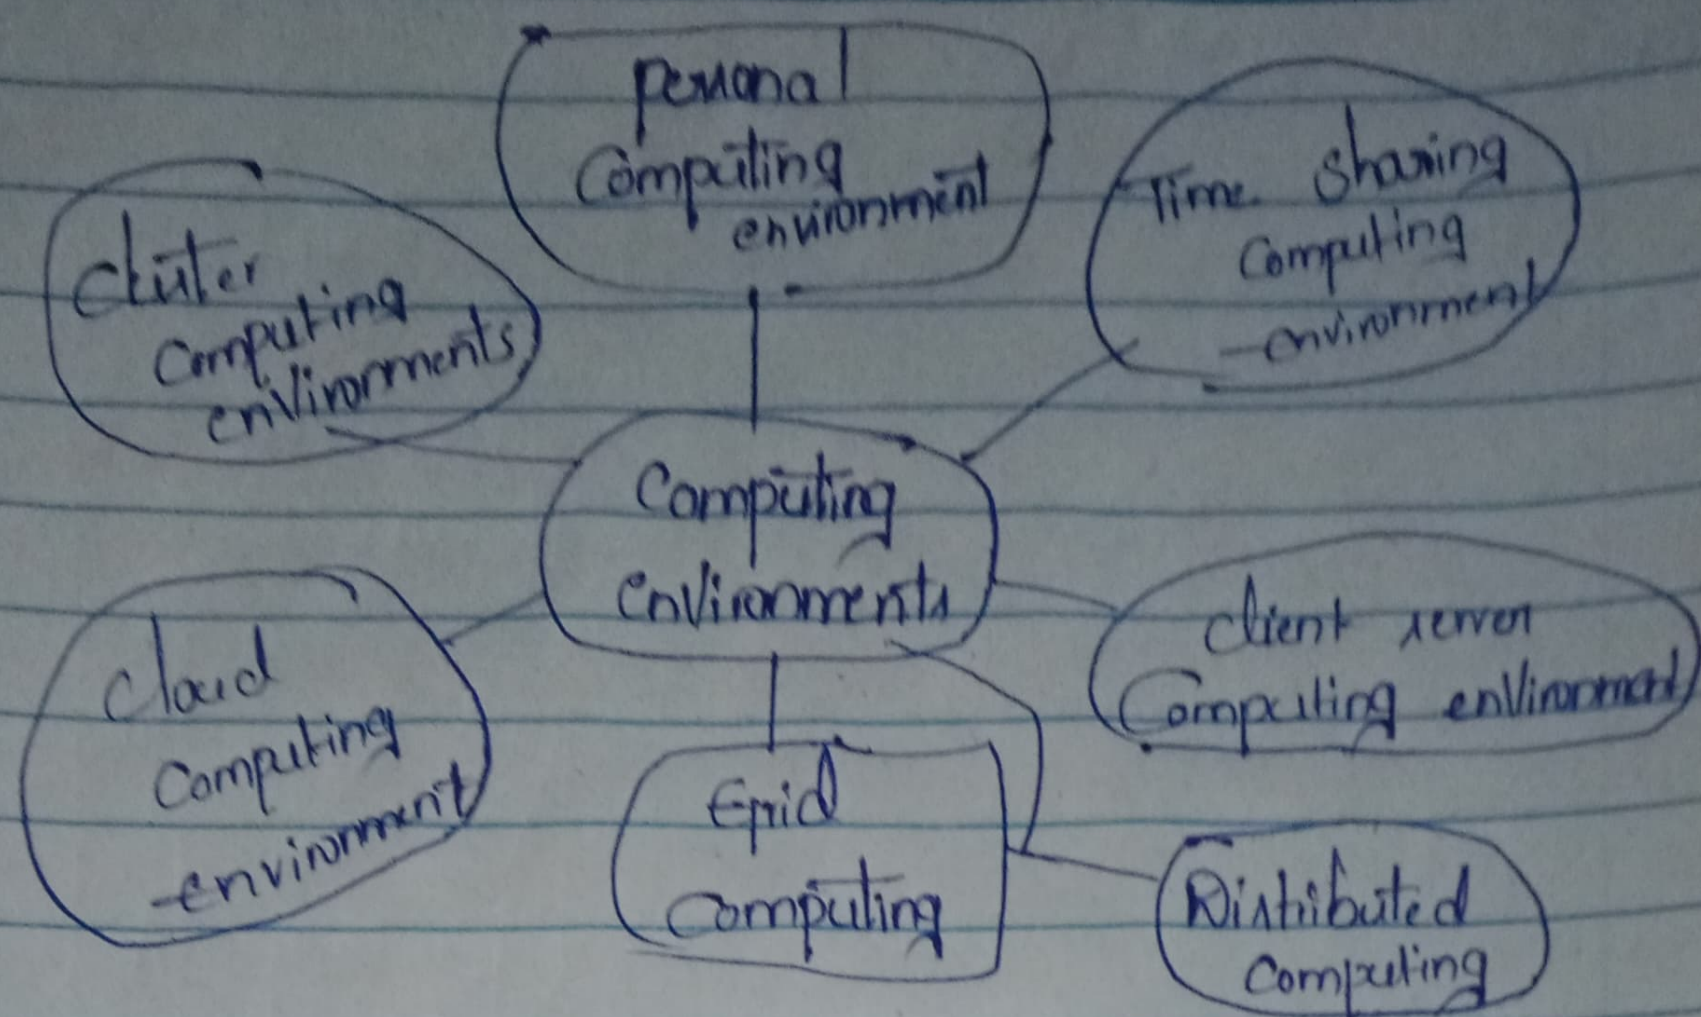 personal
Computing
environment
Time sharing
Computing
environment
Cluster
Computing
environments
Computing
environments
Client server
Computing environment
Cloud
Computing
environment
Grid
Computing
Distributed
Computing